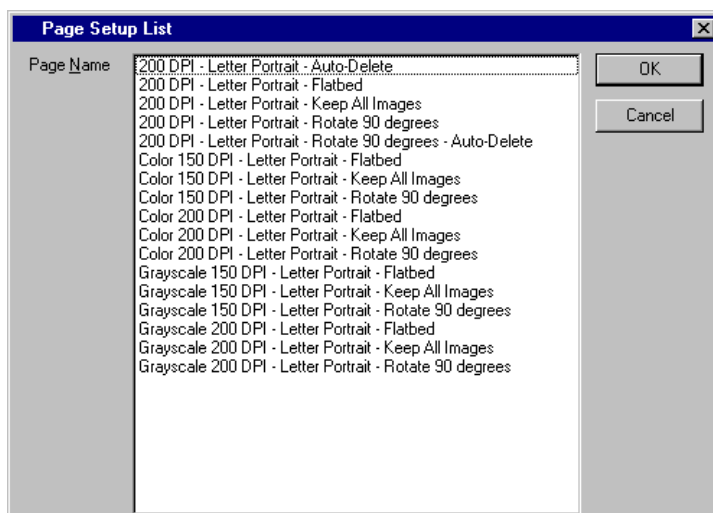 Page Setup List
Page Name
200 DPI - Letter Portrait - Auto-Delete
200 DPI - Letter Portrait - Flatbed
200 DPI - Letter Portrait - Keep All Images
200 DPI - Letter Portrait - Rotate 90 degrees
200 DPI - Letter Portrait - Rotate 90 degrees - Auto-Delete
Color 150 DPI - Letter Portrait - Flatbed
Color 150 DPI - Letter Portrait - Keep All Images
Color 150 DPI - Letter Portrait - Rotate 90 degrees
Color 200 DPI - Letter Portrait - Flatbed
Color 200 DPI - Letter Portrait - Keep All Images
Color 200 DPI - Letter Portrait - Rotate 90 degrees
Grayscale 150 DPI - Letter Portrait - Flatbed
Grayscale 150 DPI - Letter Portrait - Keep All Images
Grayscale 150 DPI - Letter Portrait - Rotate 90 degrees
Grayscale 200 DPI - Letter Portrait - Flatbed
Grayscale 200 DPI - Letter Portrait - Keep All Images
Grayscale 200 DPI - Letter Portrait - Rotate 90 degrees
OK
Cancel